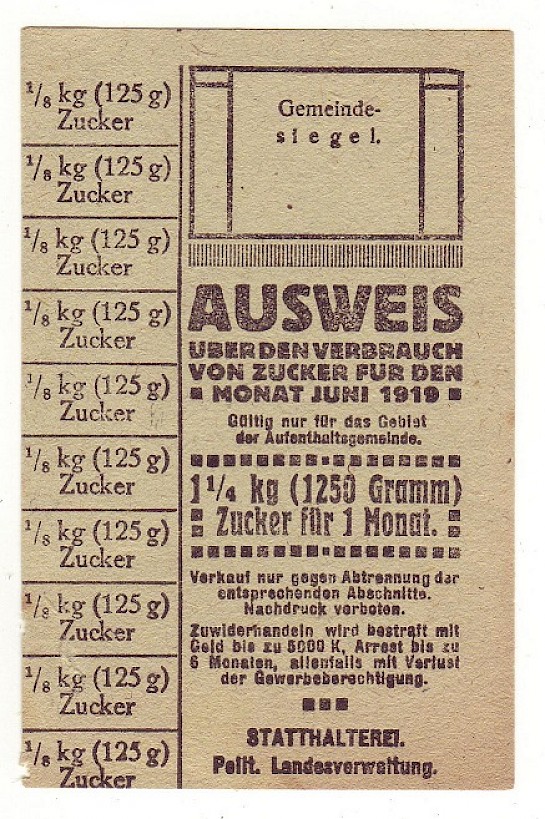 1/8 kg (125 g)
Zucker
1/8 kg (125 g)
Zucker
1/8 kg (125 g)
Zucker
1/8 kg (125 g)
Zucker
1/8 kg (125 g)
Zucker
1/8 kg (125 g)
Zucker
1/8 kg (125 g)
Zucker
1/8 kg (125 g)
Zucker
1/8 kg (125 g)
Zucker
1/8 kg (125 g)
Zucker
Gemeinde-
siegel.
AUSWEIS
UBER DEN VERBRAUCH
VON ZUCKER FUR DEN
MONAT JUNI 1919
Gültig nur für das Gebiet
der Aufenthaltsgemeinde.
1 1/4 kg (1250 Gramm)
Zucker für 1 Monat.
Verkauf nur gegen Abtrennung der
entsprechenden Abschnitte.
Nachdruck verboten.
Zuwiderhandeln wird bestraft mit
Geld bis zu 5000 K, Arrest bis zu
6 Monaten, allenfalls mit Verlust
der Gewerbeberechtigung.
STATTHALTEREI.
Polit. Landesverwaltung.